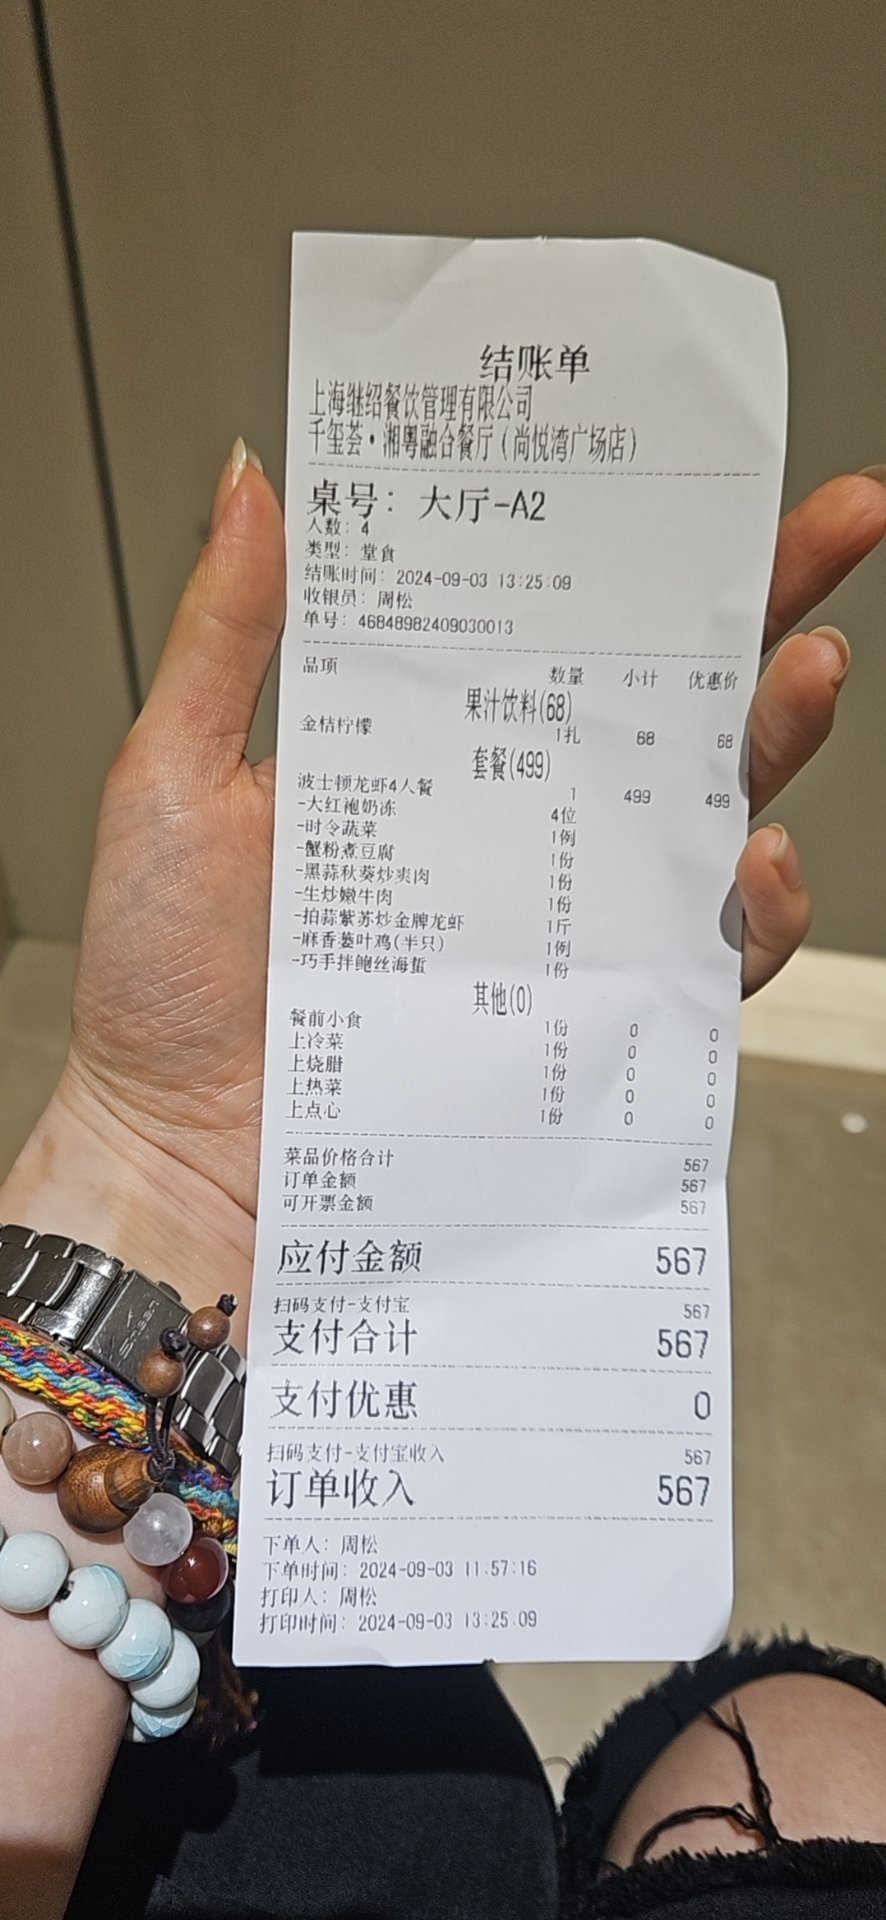 结账单
上海继绍餐饮管理有限公司
千玺荟·湘粤融合餐厅(尚悦湾广场店)
桌号: 大厅-A2
人数: 4
类型: 堂食
结账时间: 2024-09-03 13:25:09
收银员: 周松
单号: 46848982409030013
品项 数量 小计 优惠价
果汁饮料(68)
金桔柠檬 1扎 68 68
套餐(499)
波士顿龙虾4人餐 1 499 499
-大红袍奶冻 4位
-时令蔬菜 1例
-蟹粉煮豆腐 1份
-黑蒜秋葵炒爽肉 1份
-生炒嫩牛肉 1份
-拍蒜紫苏炒金牌龙虾 1斤
-麻香蒌叶鸡(半只) 1例
-巧手拌鲍丝海蜇 1份
其他(0)
餐前小食 1份 0 0
上冷菜 1份 0 0
上烧腊 1份 0 0
上热菜 1份 0 0
上点心 1份 0 0
菜品价格合计 567
订单金额 567
可开票金额 567
应付金额 567
扫码支付-支付宝 567
支付合计 567
支付优惠 0
扫码支付-支付宝收入 567
订单收入 567
下单人: 周松
下单时间: 2024-09-03 11:57:16
打印人: 周松
打印时间: 2024-09-03 13:25:09